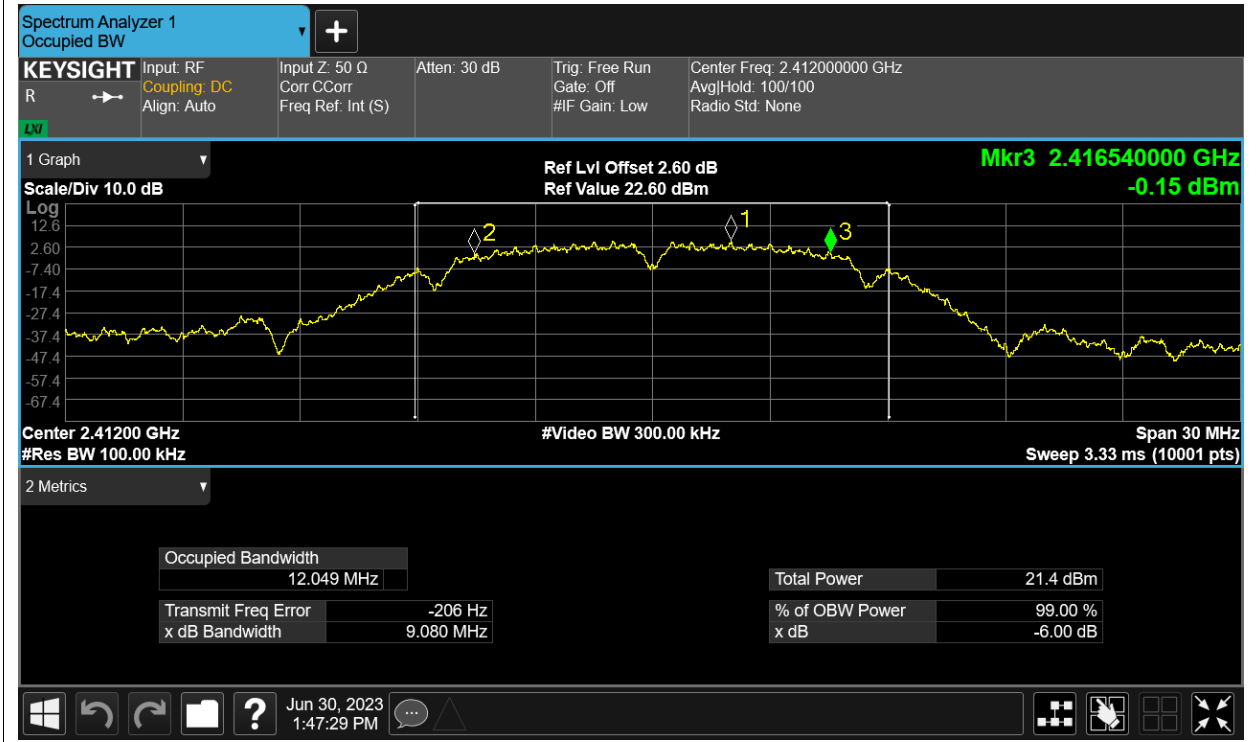 Spectrum Analyzer 1
Occupied BW
+
KEYSIGHT
R
LXI
Input: RF
Coupling: DC
Align: Auto
Input Z: 50 Ω
Corr CCorr
Freq Ref: Int (S)
Atten: 30 dB
Trig: Free Run
Gate: Off
#IF Gain: Low
Center Freq: 2.412000000 GHz
Avg|Hold: 100/100
Radio Std: None
1 Graph
Scale/Div 10.0 dB
Ref Lvl Offset 2.60 dB
Ref Value 22.60 dBm
Mkr3 2.416540000 GHz
-0.15 dBm
Log
12.6
2.60
-7.40
-17.4
-27.4
-37.4
-47.4
-57.4
-67.4
2
1
3
Center 2.41200 GHz
#Res BW 100.00 kHz
#Video BW 300.00 kHz
Span 30 MHz
Sweep 3.33 ms (10001 pts)
2 Metrics
Occupied Bandwidth
12.049 MHz
Transmit Freq Error -206 Hz
x dB Bandwidth 9.080 MHz
Total Power 21.4 dBm
% of OBW Power 99.00 %
x dB -6.00 dB
?
Jun 30, 2023
1:47:29 PM